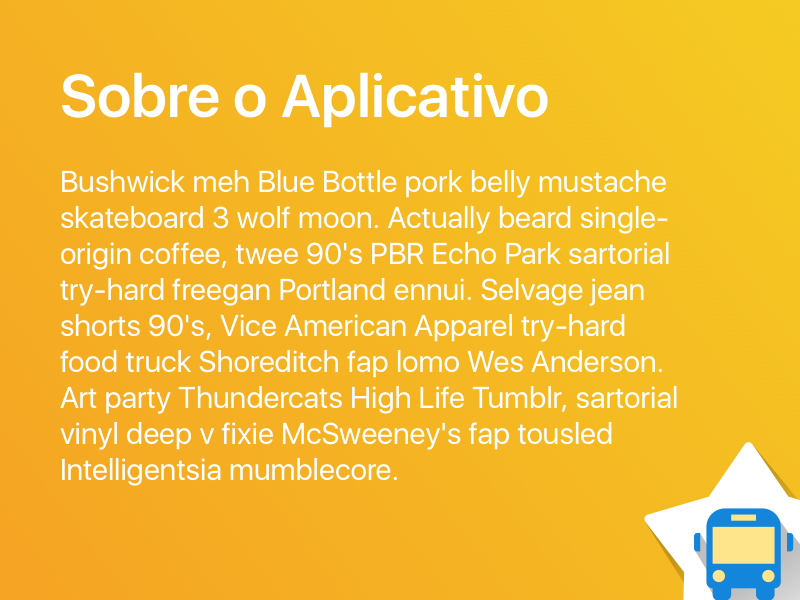 Sobre o Aplicativo
Bushwick meh Blue Bottle pork belly mustache
skateboard 3 wolf moon. Actually beard single-
origin coffee, twee 90's PBR Echo Park sartorial
try-hard freegan Portland ennui. Selvage jean
shorts 90's, Vice American Apparel try-hard
food truck Shoreditch fap lomo Wes Anderson.
Art party Thundercats High Life Tumblr, sartorial
vinyl deep v fixie McSweeney's fap tousled
Intelligentsia mumblecore.